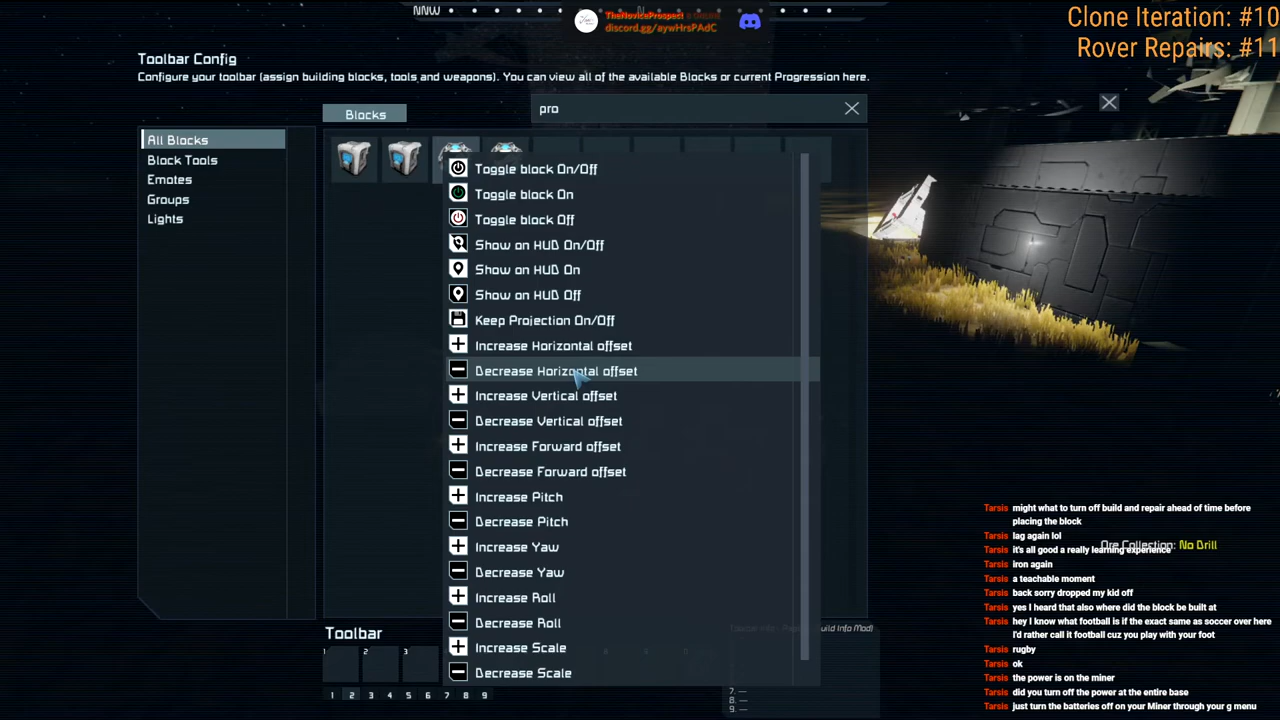 NNW
N
TheNoviceProspect
discord.gg/aywHrsPAdC
Clone Iteration: #10
Rover Repairs: #11
Toolbar Config
Configure your toolbar (assign building blocks, tools and weapons). You can view all of the available Blocks or current Progression here.
Blocks
pro
All Blocks
Block Tools
Emotes
Groups
Lights
Toggle block On/Off
Toggle block On
Toggle block Off
Show on HUD On/Off
Show on HUD On
Show on HUD Off
Keep Projection On/Off
Increase Horizontal offset
Decrease Horizontal offset
Increase Vertical offset
Decrease Vertical offset
Increase Forward offset
Decrease Forward offset
Increase Pitch
Decrease Pitch
Increase Yaw
Decrease Yaw
Increase Roll
Decrease Roll
Increase Scale
Decrease Scale
Toolbar
1 2 3
1 2 3 4 5 6 7 8 9
Build Info Mod)
7. —
8. —
9. —
Ore Collection: No Drill
Tarsis might what to turn off build and repair ahead of time before
placing the block
Tarsis lag again lol
Tarsis it's all good a really learning experience
Tarsis iron again
Tarsis a teachable moment
Tarsis back sorry dropped my kid off
Tarsis yes I heard that also where did the block be built at
Tarsis hey I know what football is if the exact same as soccer over here
I'd rather call it football cuz you play with your foot
Tarsis rugby
Tarsis ok
Tarsis the power is on the miner
Tarsis did you turn off the power at the entire base
Tarsis just turn the batteries off on your Miner through your g menu